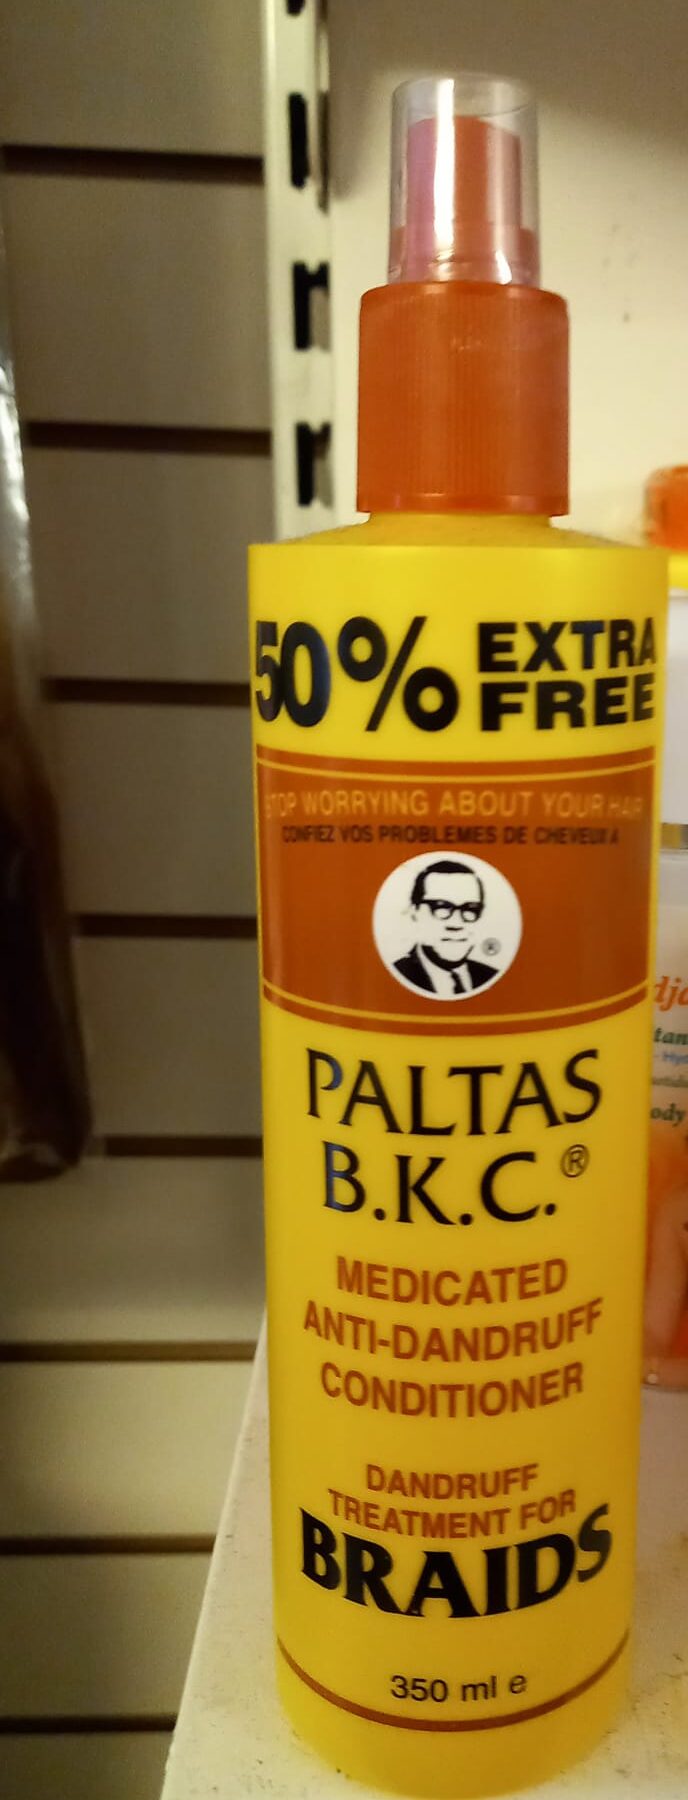 50% EXTRA
FREE
STOP WORRYING ABOUT YOUR HAIR
CONFIEZ VOS PROBLEMES DE CHEVEUX A
®
PALTAS
B.K.C.®
MEDICATED
ANTI-DANDRUFF
CONDITIONER
DANDRUFF
TREATMENT FOR
BRAIDS
350 ml e